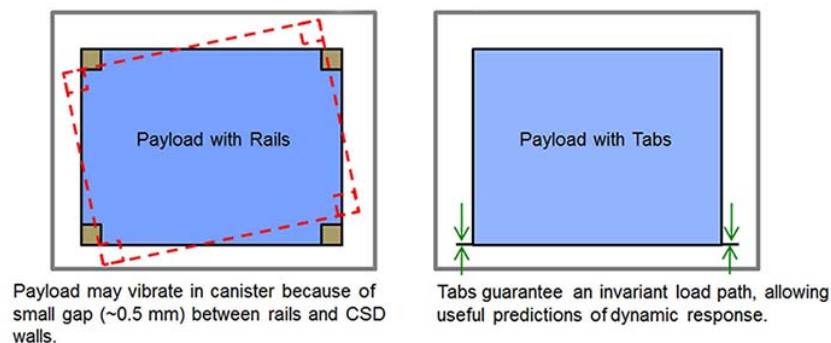 Payload with Rails
Payload with Tabs
Payload may vibrate in canister because of
small gap (~0.5 mm) between rails and CSD
walls.
Tabs guarantee an invariant load path, allowing
useful predictions of dynamic response.